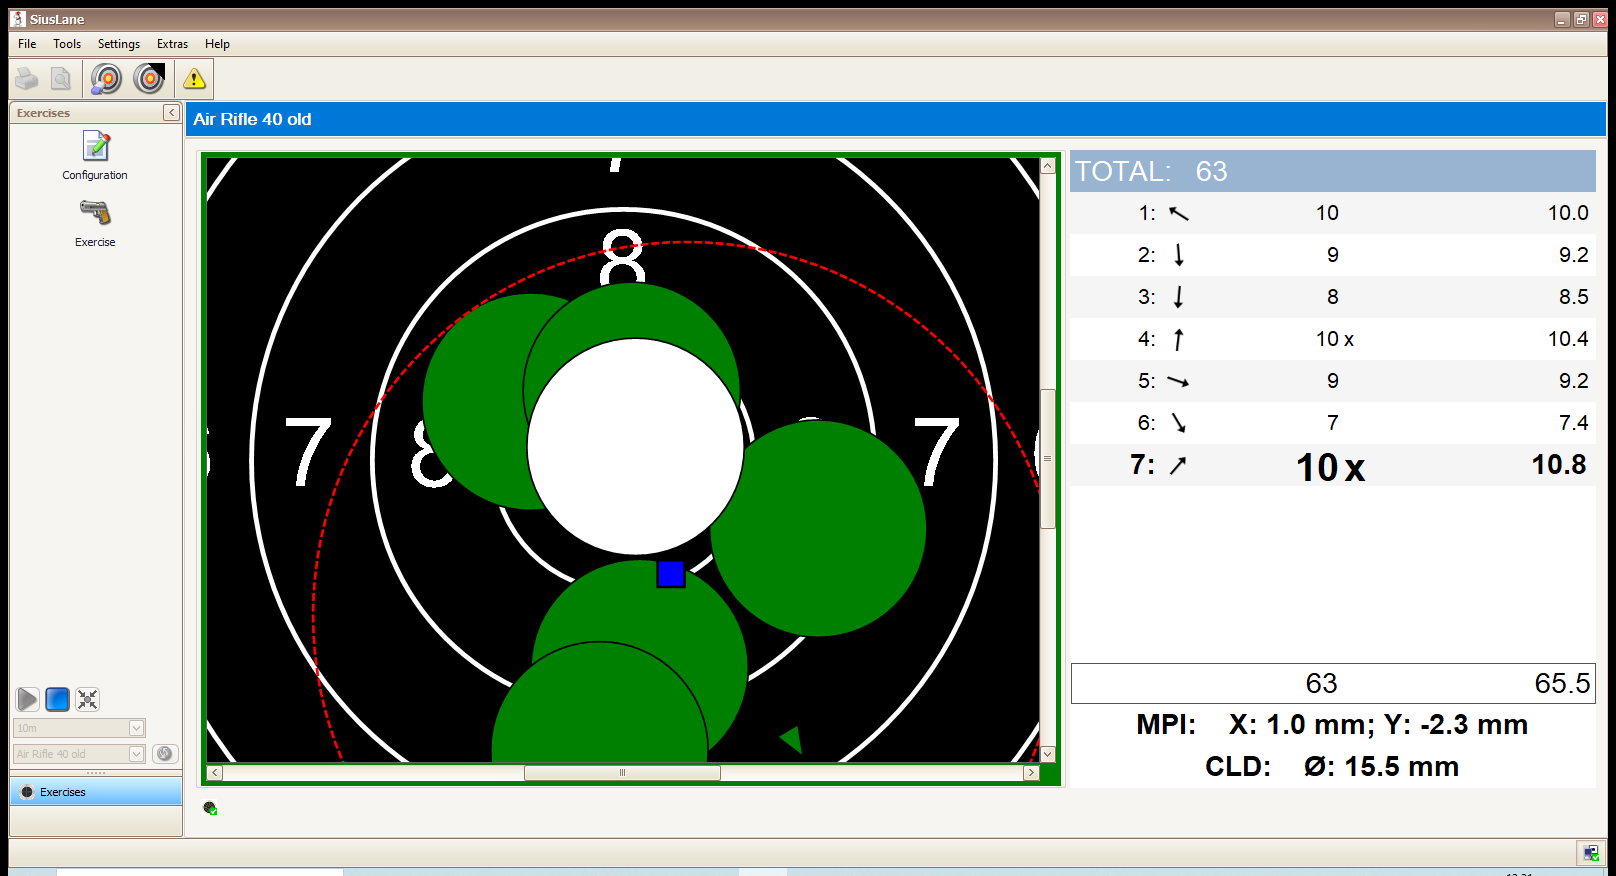 SiusLane
File Tools Settings Extras Help
Exercises
Configuration
Exercise
10m
Air Rifle 40 old
Exercises
Air Rifle 40 old
7
8
7 8 7
TOTAL: 63
1: 10 10.0
2: 9 9.2
3: 8 8.5
4: 10 x 10.4
5: 9 9.2
6: 7 7.4
7: 10 x 10.8
63 65.5
MPI: X: 1.0 mm; Y: -2.3 mm
CLD: Ø: 15.5 mm